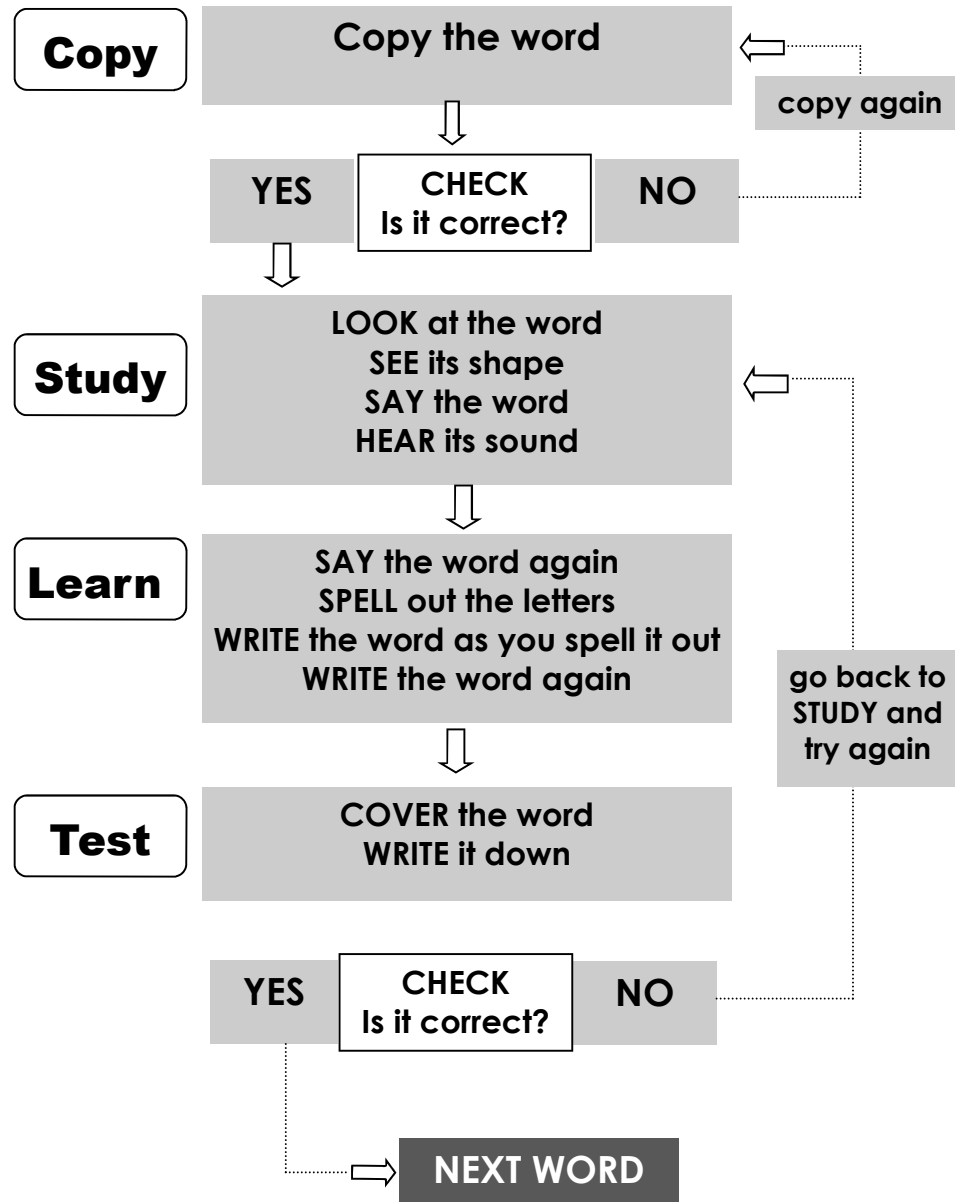 Copy
Copy the word
copy again
YES
CHECK
Is it correct?
NO
Study
LOOK at the word
SEE its shape
SAY the word
HEAR its sound
Learn
SAY the word again
SPELL out the letters
WRITE the word as you spell it out
WRITE the word again
go back to
STUDY and
try again
Test
COVER the word
WRITE it down
YES
CHECK
Is it correct?
NO
NEXT WORD